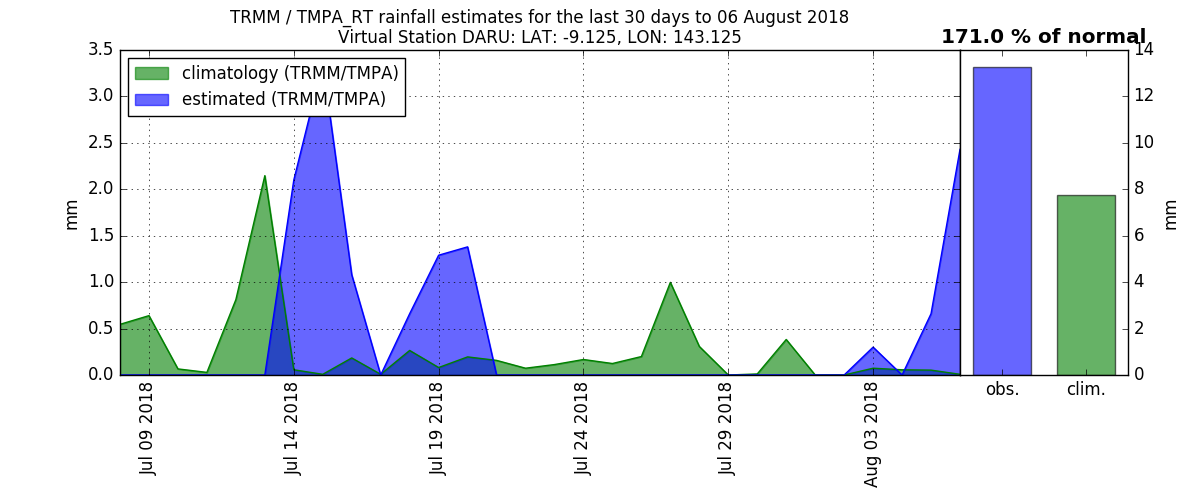 TRMM / TMPA_RT rainfall estimates for the last 30 days to 06 August 2018
Virtual Station DARU: LAT: -9.125, LON: 143.125
171.0 % of normal
climatology (TRMM/TMPA)
estimated (TRMM/TMPA)
3.5
3.0
2.5
2.0
1.5
1.0
0.5
0.0
mm
Jul 09 2018
Jul 14 2018
Jul 19 2018
Jul 24 2018
Jul 29 2018
Aug 03 2018
obs.
clim.
14
12
10
8
6
4
2
0
mm